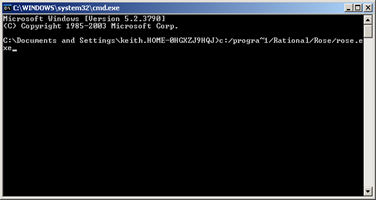 C:\WINDOWS\system32\cmd.exe
Microsoft Windows [Version 5.2.3790]
(C) Copyright 1985-2003 Microsoft Corp.
C:\Documents and Settings\keith.HOME-0HGXZJ9HQJ>c:/progra~1/Rational/Rose/rose.e
xe